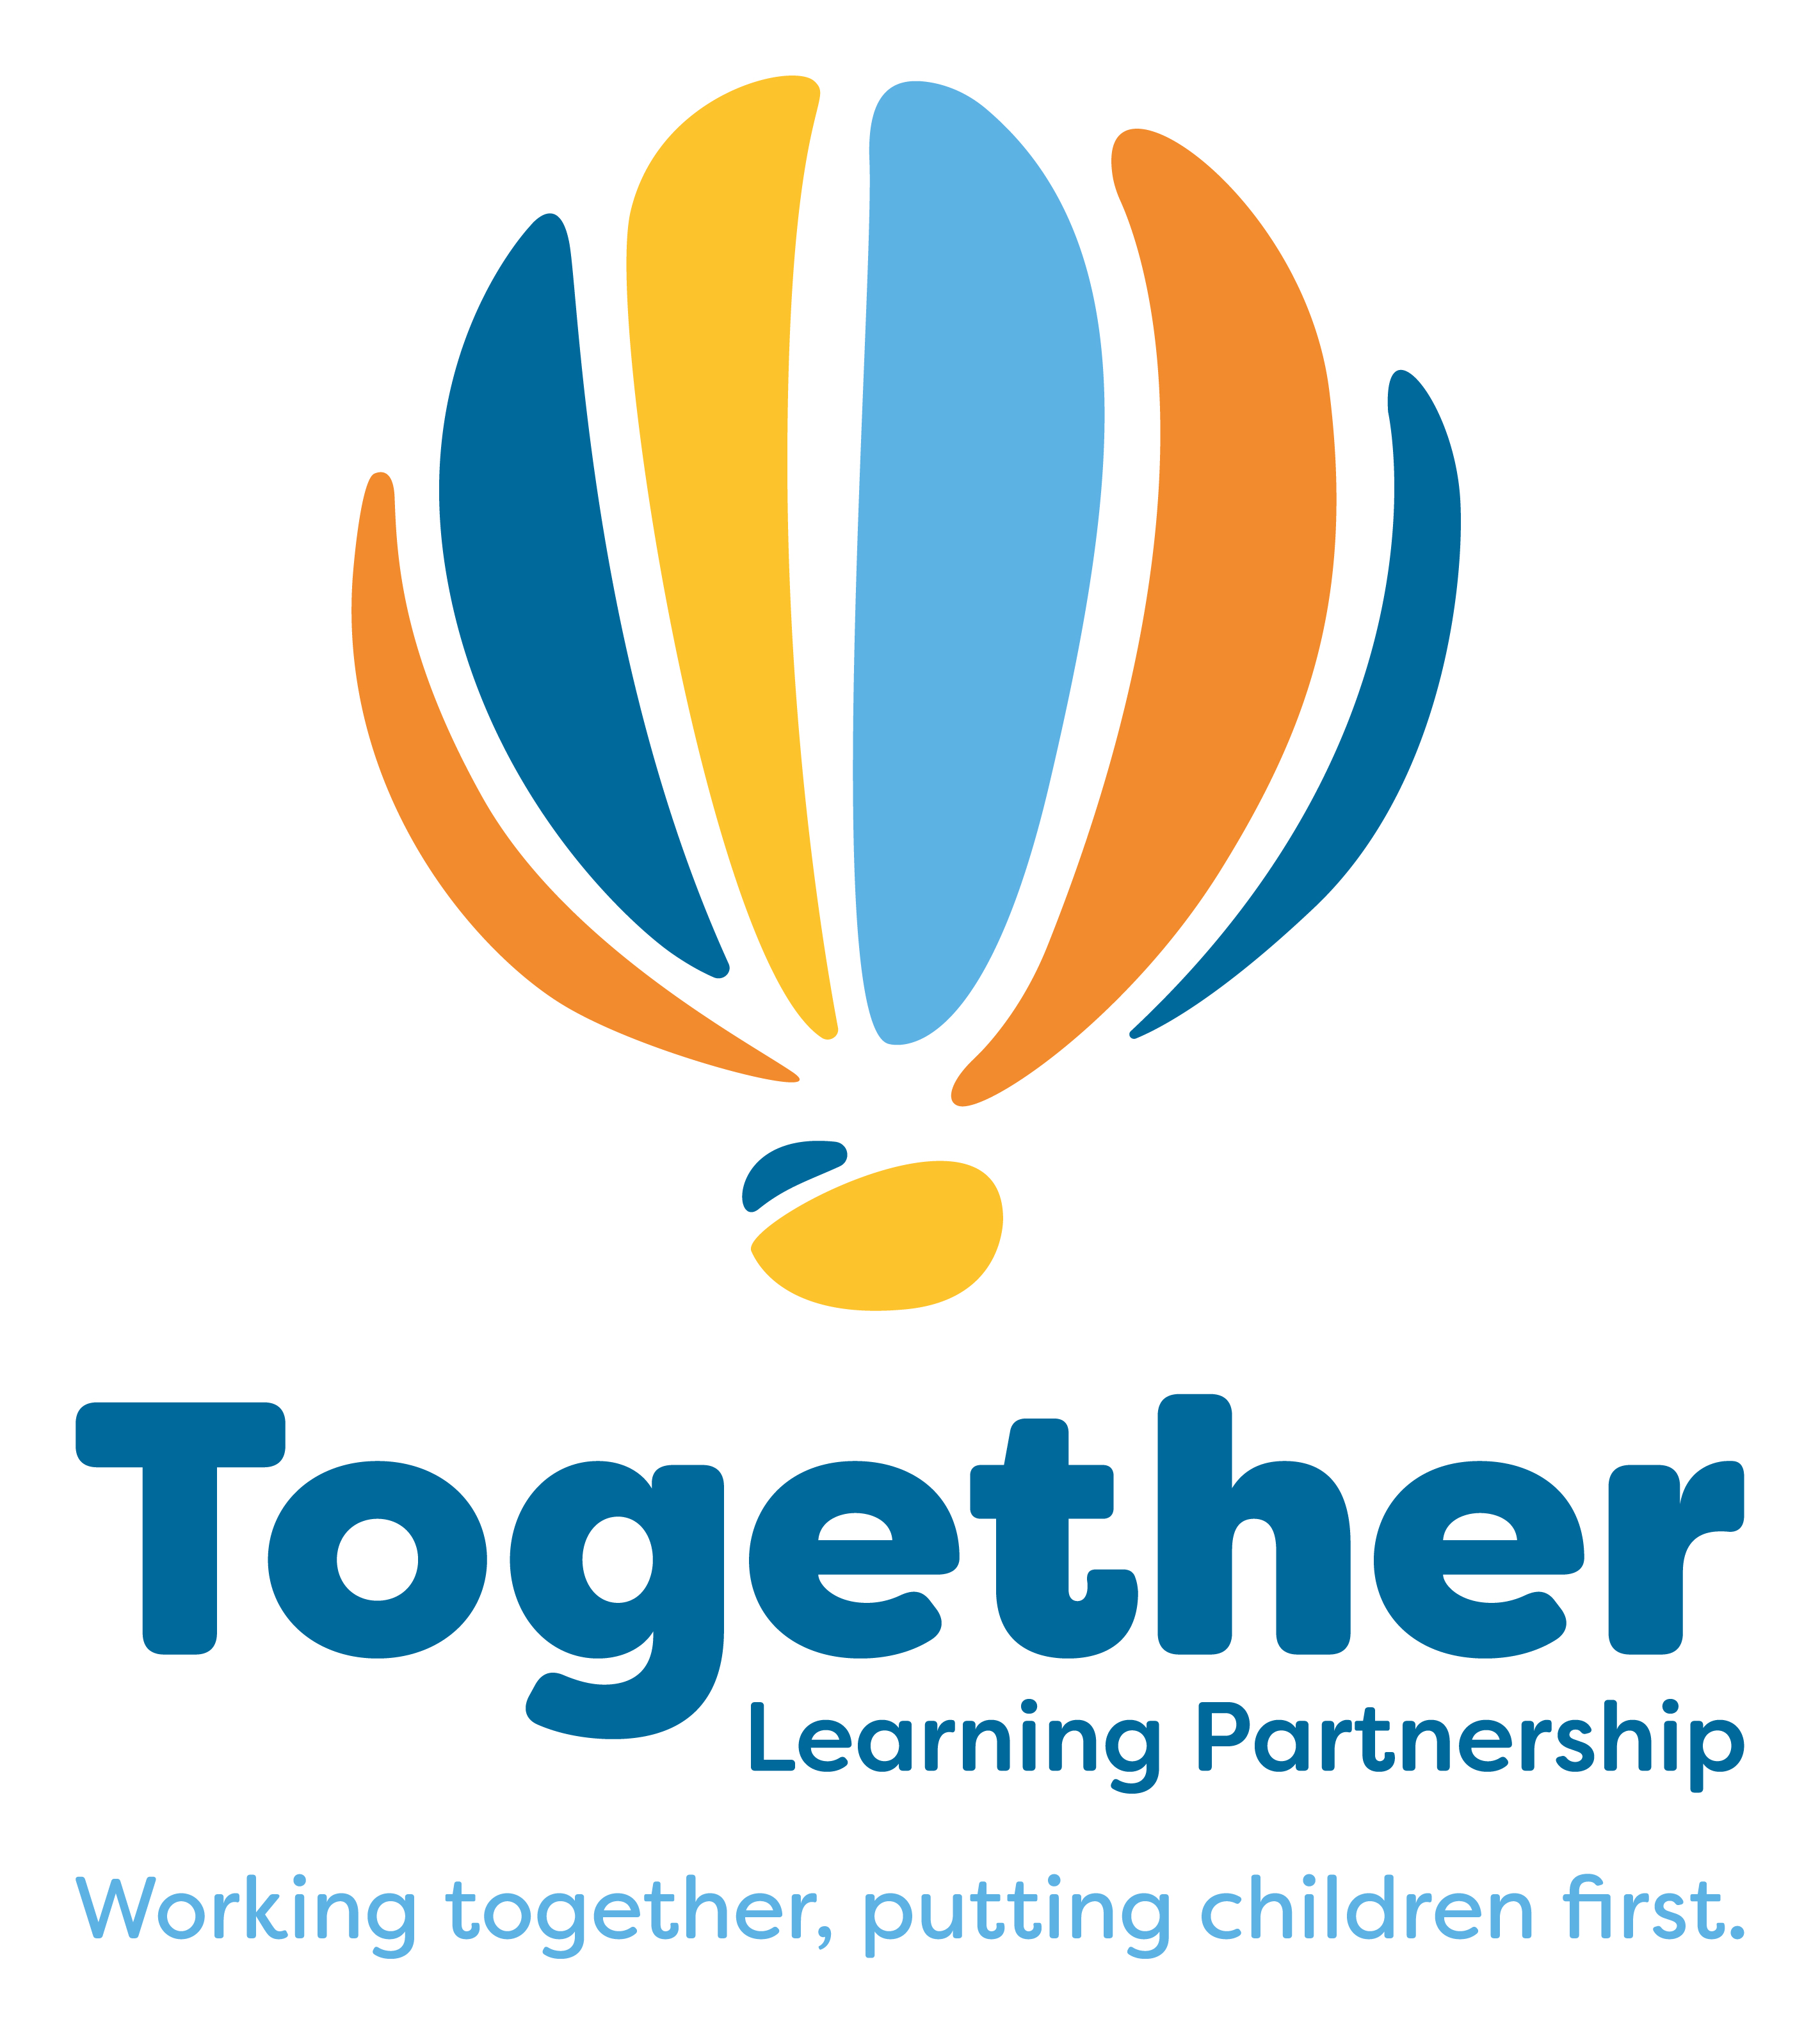 Together
Learning Partnership
Working together, putting children first.